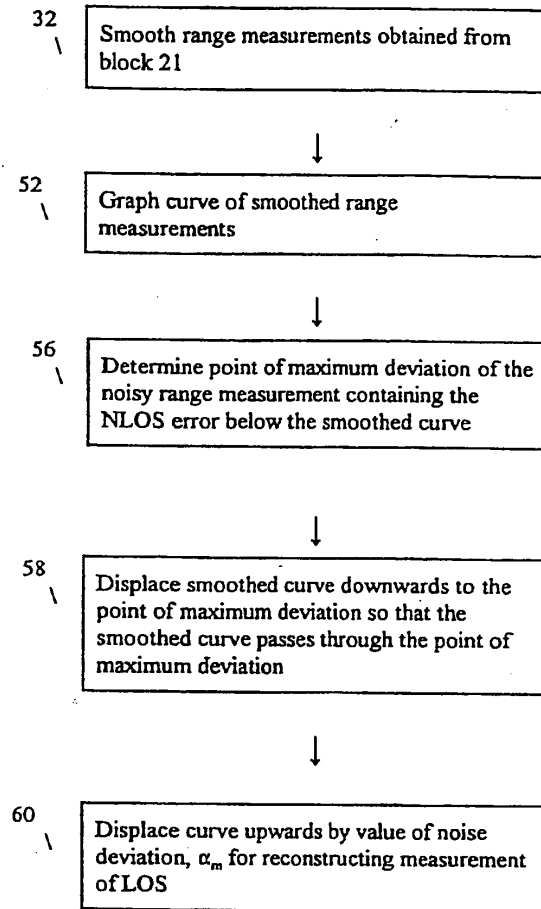 32
Smooth range measurements obtained from
block 21
52
Graph curve of smoothed range
measurements
56
Determine point of maximum deviation of the
noisy range measurement containing the
NLOS error below the smoothed curve
58
Displace smoothed curve downwards to the
point of maximum deviation so that the
smoothed curve passes through the point of
maximum deviation
60
Displace curve upwards by value of noise
deviation, αₘ for reconstructing measurement
of LOS